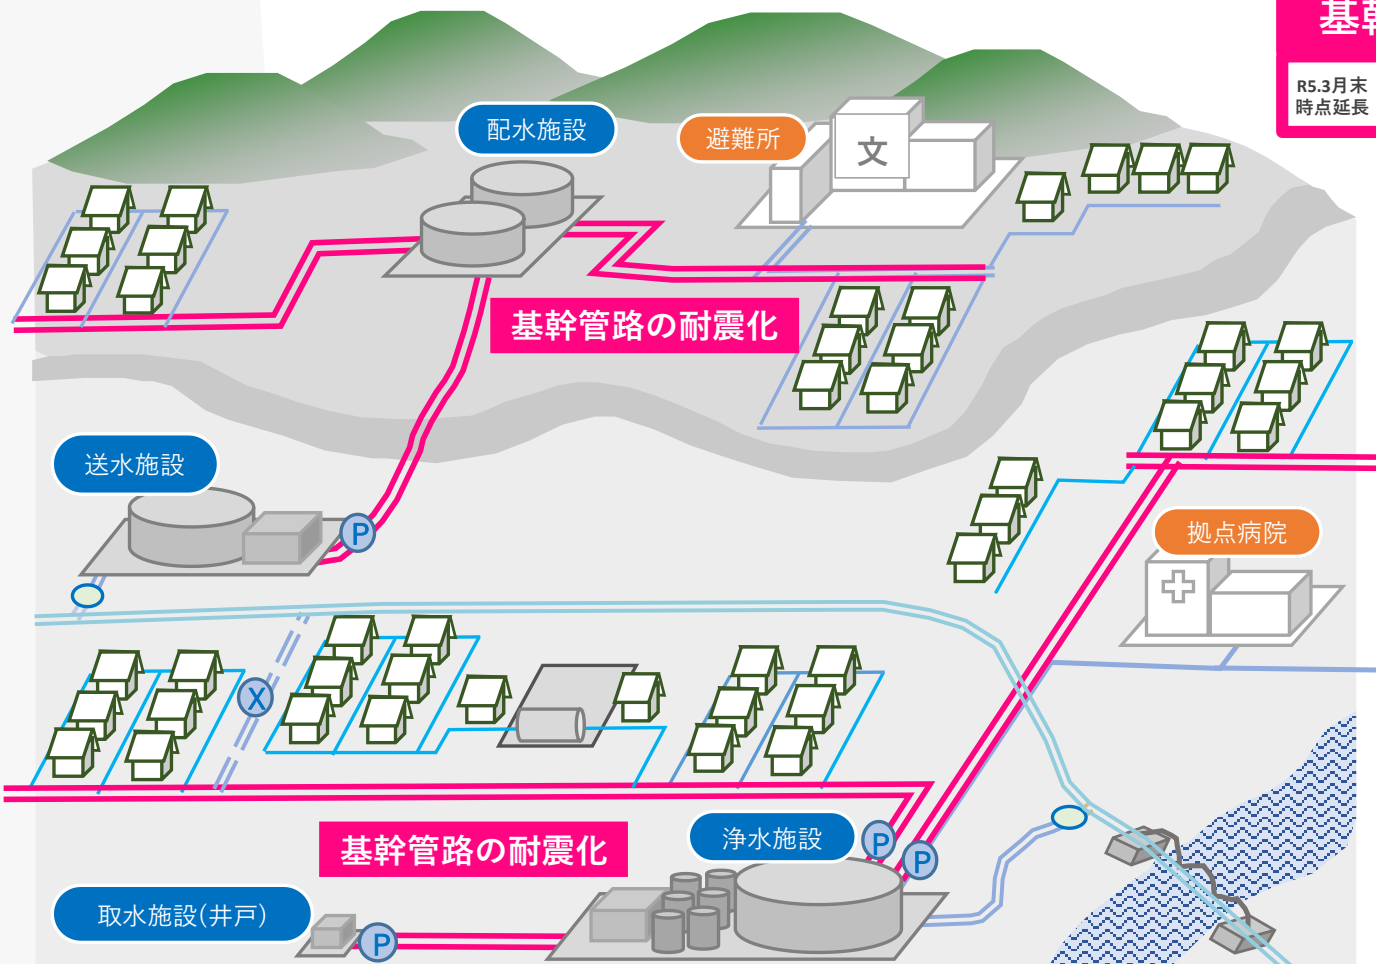 基幹
R5.3月末
時点延長
配水施設
避難所
文
基幹管路の耐震化
送水施設
P
拠点病院
X
基幹管路の耐震化
浄水施設
P
P
取水施設(井戸)
P